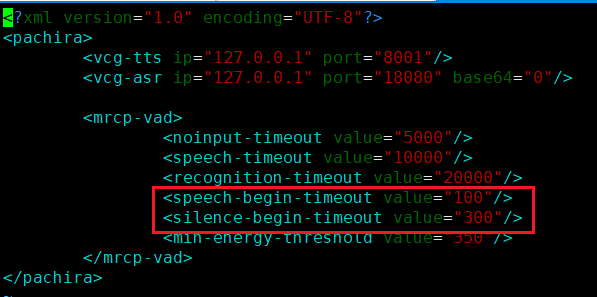 <?xml version="1.0" encoding="UTF-8"?>
<pachira>
<vcg-tts ip="127.0.0.1" port="8001"/>
<vcg-asr ip="127.0.0.1" port="18080" base64="0"/>
<mrcp-vad>
<noinput-timeout value="5000"/>
<speech-timeout value="10000"/>
<recognition-timeout value="20000"/>
<speech-begin-timeout value="100"/>
<silence-begin-timeout value="300"/>
<min-energy-threshold value="350"/>
</mrcp-vad>
</pachira>